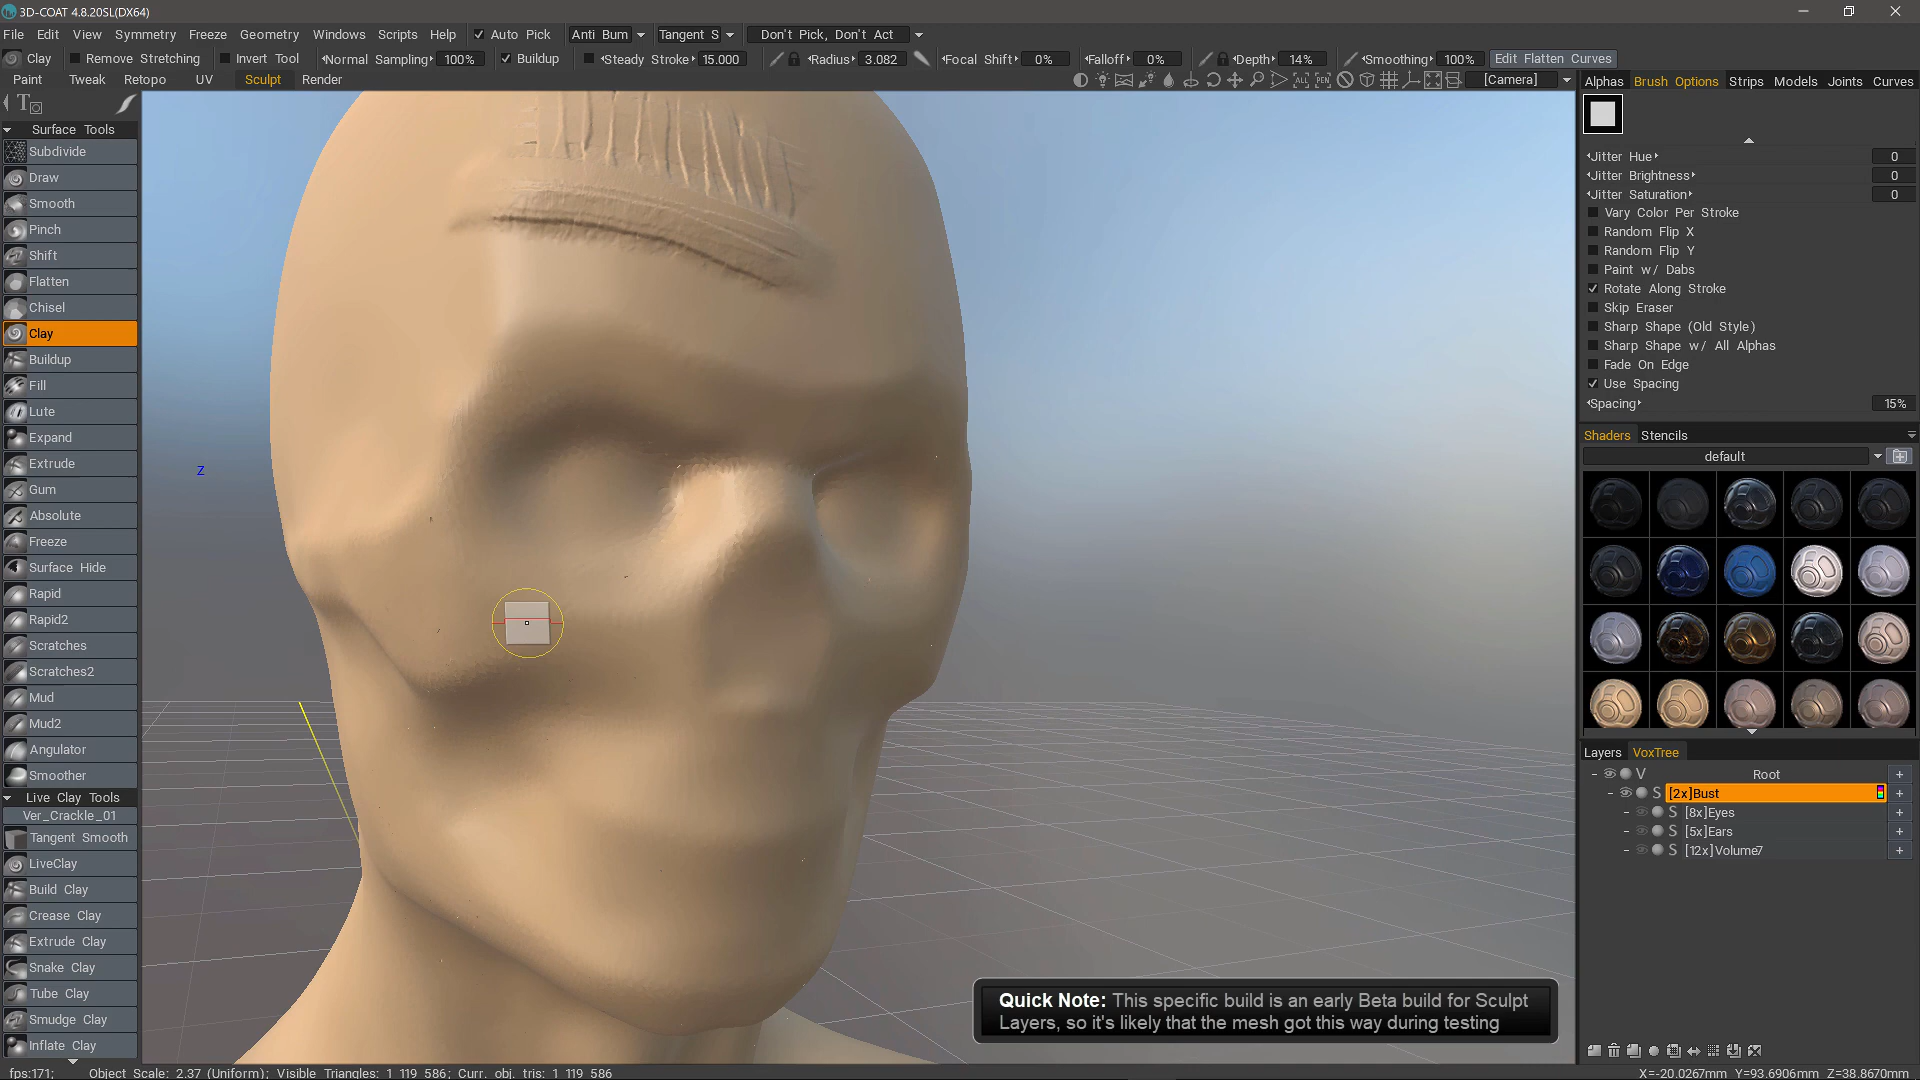 3D-COAT 4.8.20SL(DX64)
File Edit View Symmetry Freeze Geometry Windows Scripts Help Auto Pick Anti Bum Tangent S Don't Pick, Don't Act
Clay Remove Stretching Invert Tool Normal Sampling 100% Buildup Steady Stroke 15.000 Radius 3.082 Focal Shift 0% Falloff 0% Depth 14% Smoothing 100% Edit Flatten Curves
Paint Tweak Retopo UV Sculpt Render ALL PEN [Camera]
Alphas Brush Options Strips Models Joints Curves
Surface Tools
Subdivide
Draw
Smooth
Pinch
Shift
Flatten
Chisel
Clay
Buildup
Fill
Lute
Expand
Extrude
Gum
Absolute
Freeze
Surface Hide
Rapid
Rapid2
Scratches
Scratches2
Mud
Mud2
Angulator
Smoother
Live Clay Tools
Ver_Crackle_01
Tangent Smooth
LiveClay
Build Clay
Crease Clay
Extrude Clay
Snake Clay
Tube Clay
Smudge Clay
Inflate Clay
Z
Quick Note: This specific build is an early Beta build for Sculpt
Layers, so it's likely that the mesh got this way during testing
Jitter Hue 0
Jitter Brightness 0
Jitter Saturation 0
Vary Color Per Stroke
Random Flip X
Random Flip Y
Paint w/ Dabs
Rotate Along Stroke
Skip Eraser
Sharp Shape (Old Style)
Sharp Shape w/ All Alphas
Fade On Edge
Use Spacing
Spacing 15%
Shaders Stencils
default
Layers VoxTree
V Root +
S [2x]Bust +
S [8x]Eyes +
S [5x]Ears +
S [12x]Volume7 +
fps:171; Object Scale: 2.37 (Uniform); Visible Triangles: 1 119 586; Curr. obj. tris: 1 119 586 X=-20.0267mm Y=93.6906mm Z=38.8670mm